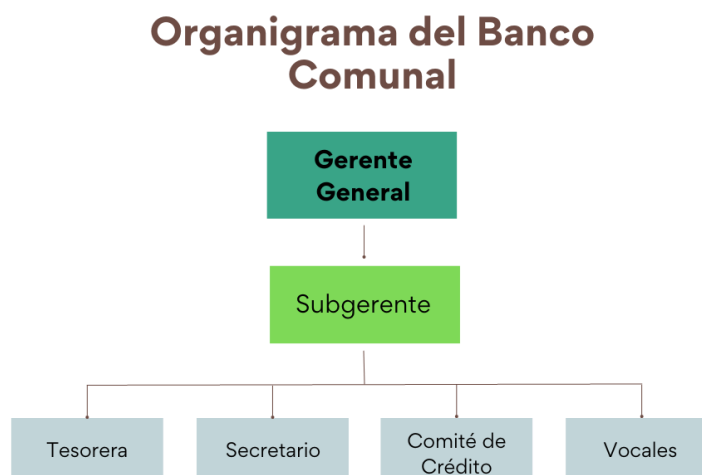 Organigrama del Banco
Comunal
Gerente
General
Subgerente
Tesorera
Secretario
Comité de
Crédito
Vocales